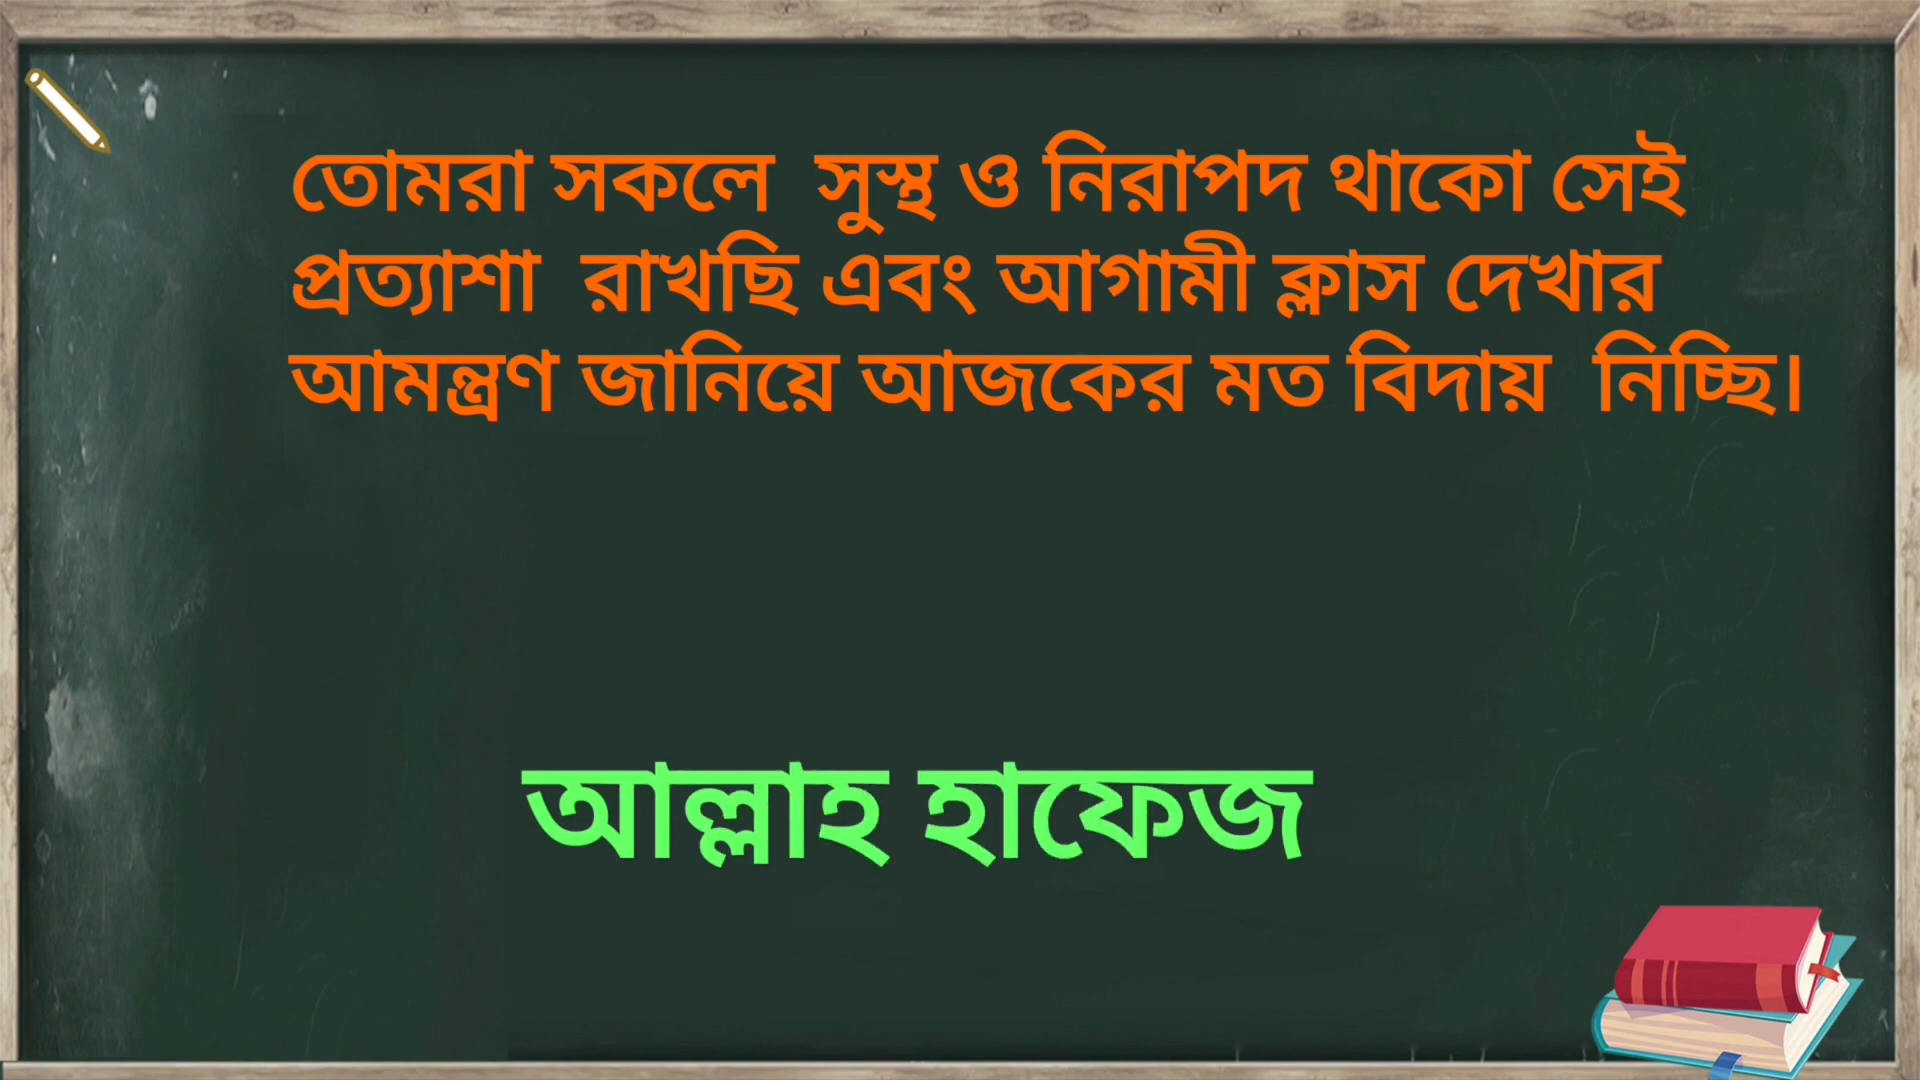 তোমরা সকলে সুস্থ ও নিরাপদ থাকো সেই
প্রত্যাশা রাখছি এবং আগামী ক্লাস দেখার
আমন্ত্রণ জানিয়ে আজকের মত বিদায় নিচ্ছি।
আল্লাহ হাফেজ